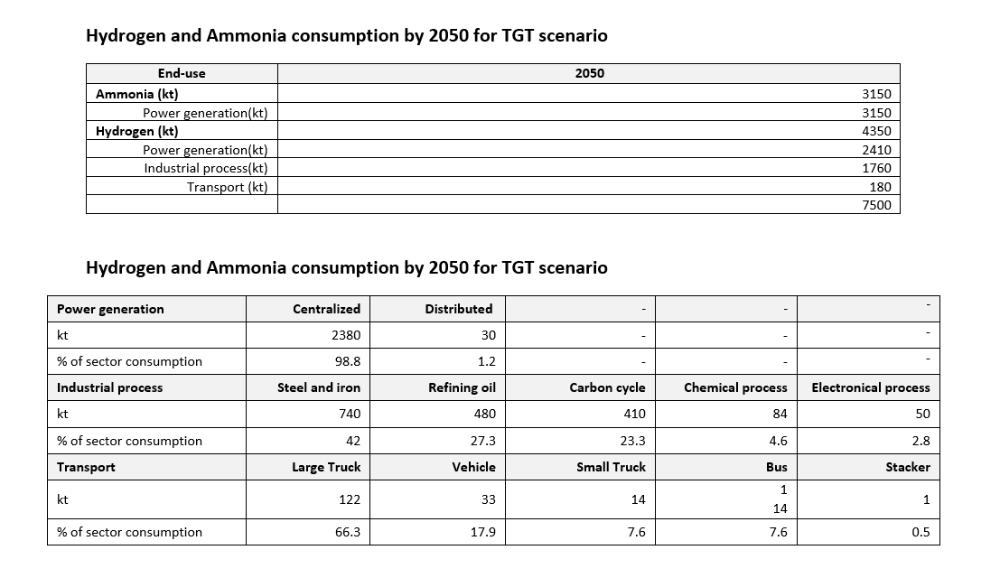 Hydrogen and Ammonia consumption by 2050 for TGT scenario
End-use 2050
Ammonia (kt) 3150
Power generation(kt) 3150
Hydrogen (kt) 4350
Power generation(kt) 2410
Industrial process(kt) 1760
Transport (kt) 180
7500
Hydrogen and Ammonia consumption by 2050 for TGT scenario
Power generation Centralized Distributed - - -
kt 2380 30 - - -
% of sector consumption 98.8 1.2 - - -
Industrial process Steel and iron Refining oil Carbon cycle Chemical process Electronical process
kt 740 480 410 84 50
% of sector consumption 42 27.3 23.3 4.6 2.8
Transport Large Truck Vehicle Small Truck Bus Stacker
1
kt 122 33 14 1
14
% of sector consumption 66.3 17.9 7.6 7.6 0.5